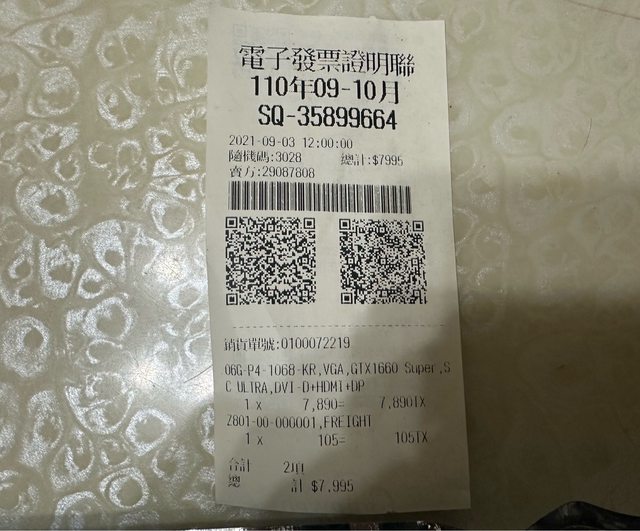 電子發票證明聯
110年09-10月
SQ-35899664
2021-09-03 12:00:00
隨機碼:3028 總計:$7995
賣方:29087808
銷貨單號:0100072219
06G-P4-1068-KR,VGA,GTX1660 Super,S
C ULTRA,DVI-D+HDMI+DP
1 x 7,890= 7,890TX
Z801-00-000001,FREIGHT
1 x 105= 105TX
合計 2項
總 計 $7,995